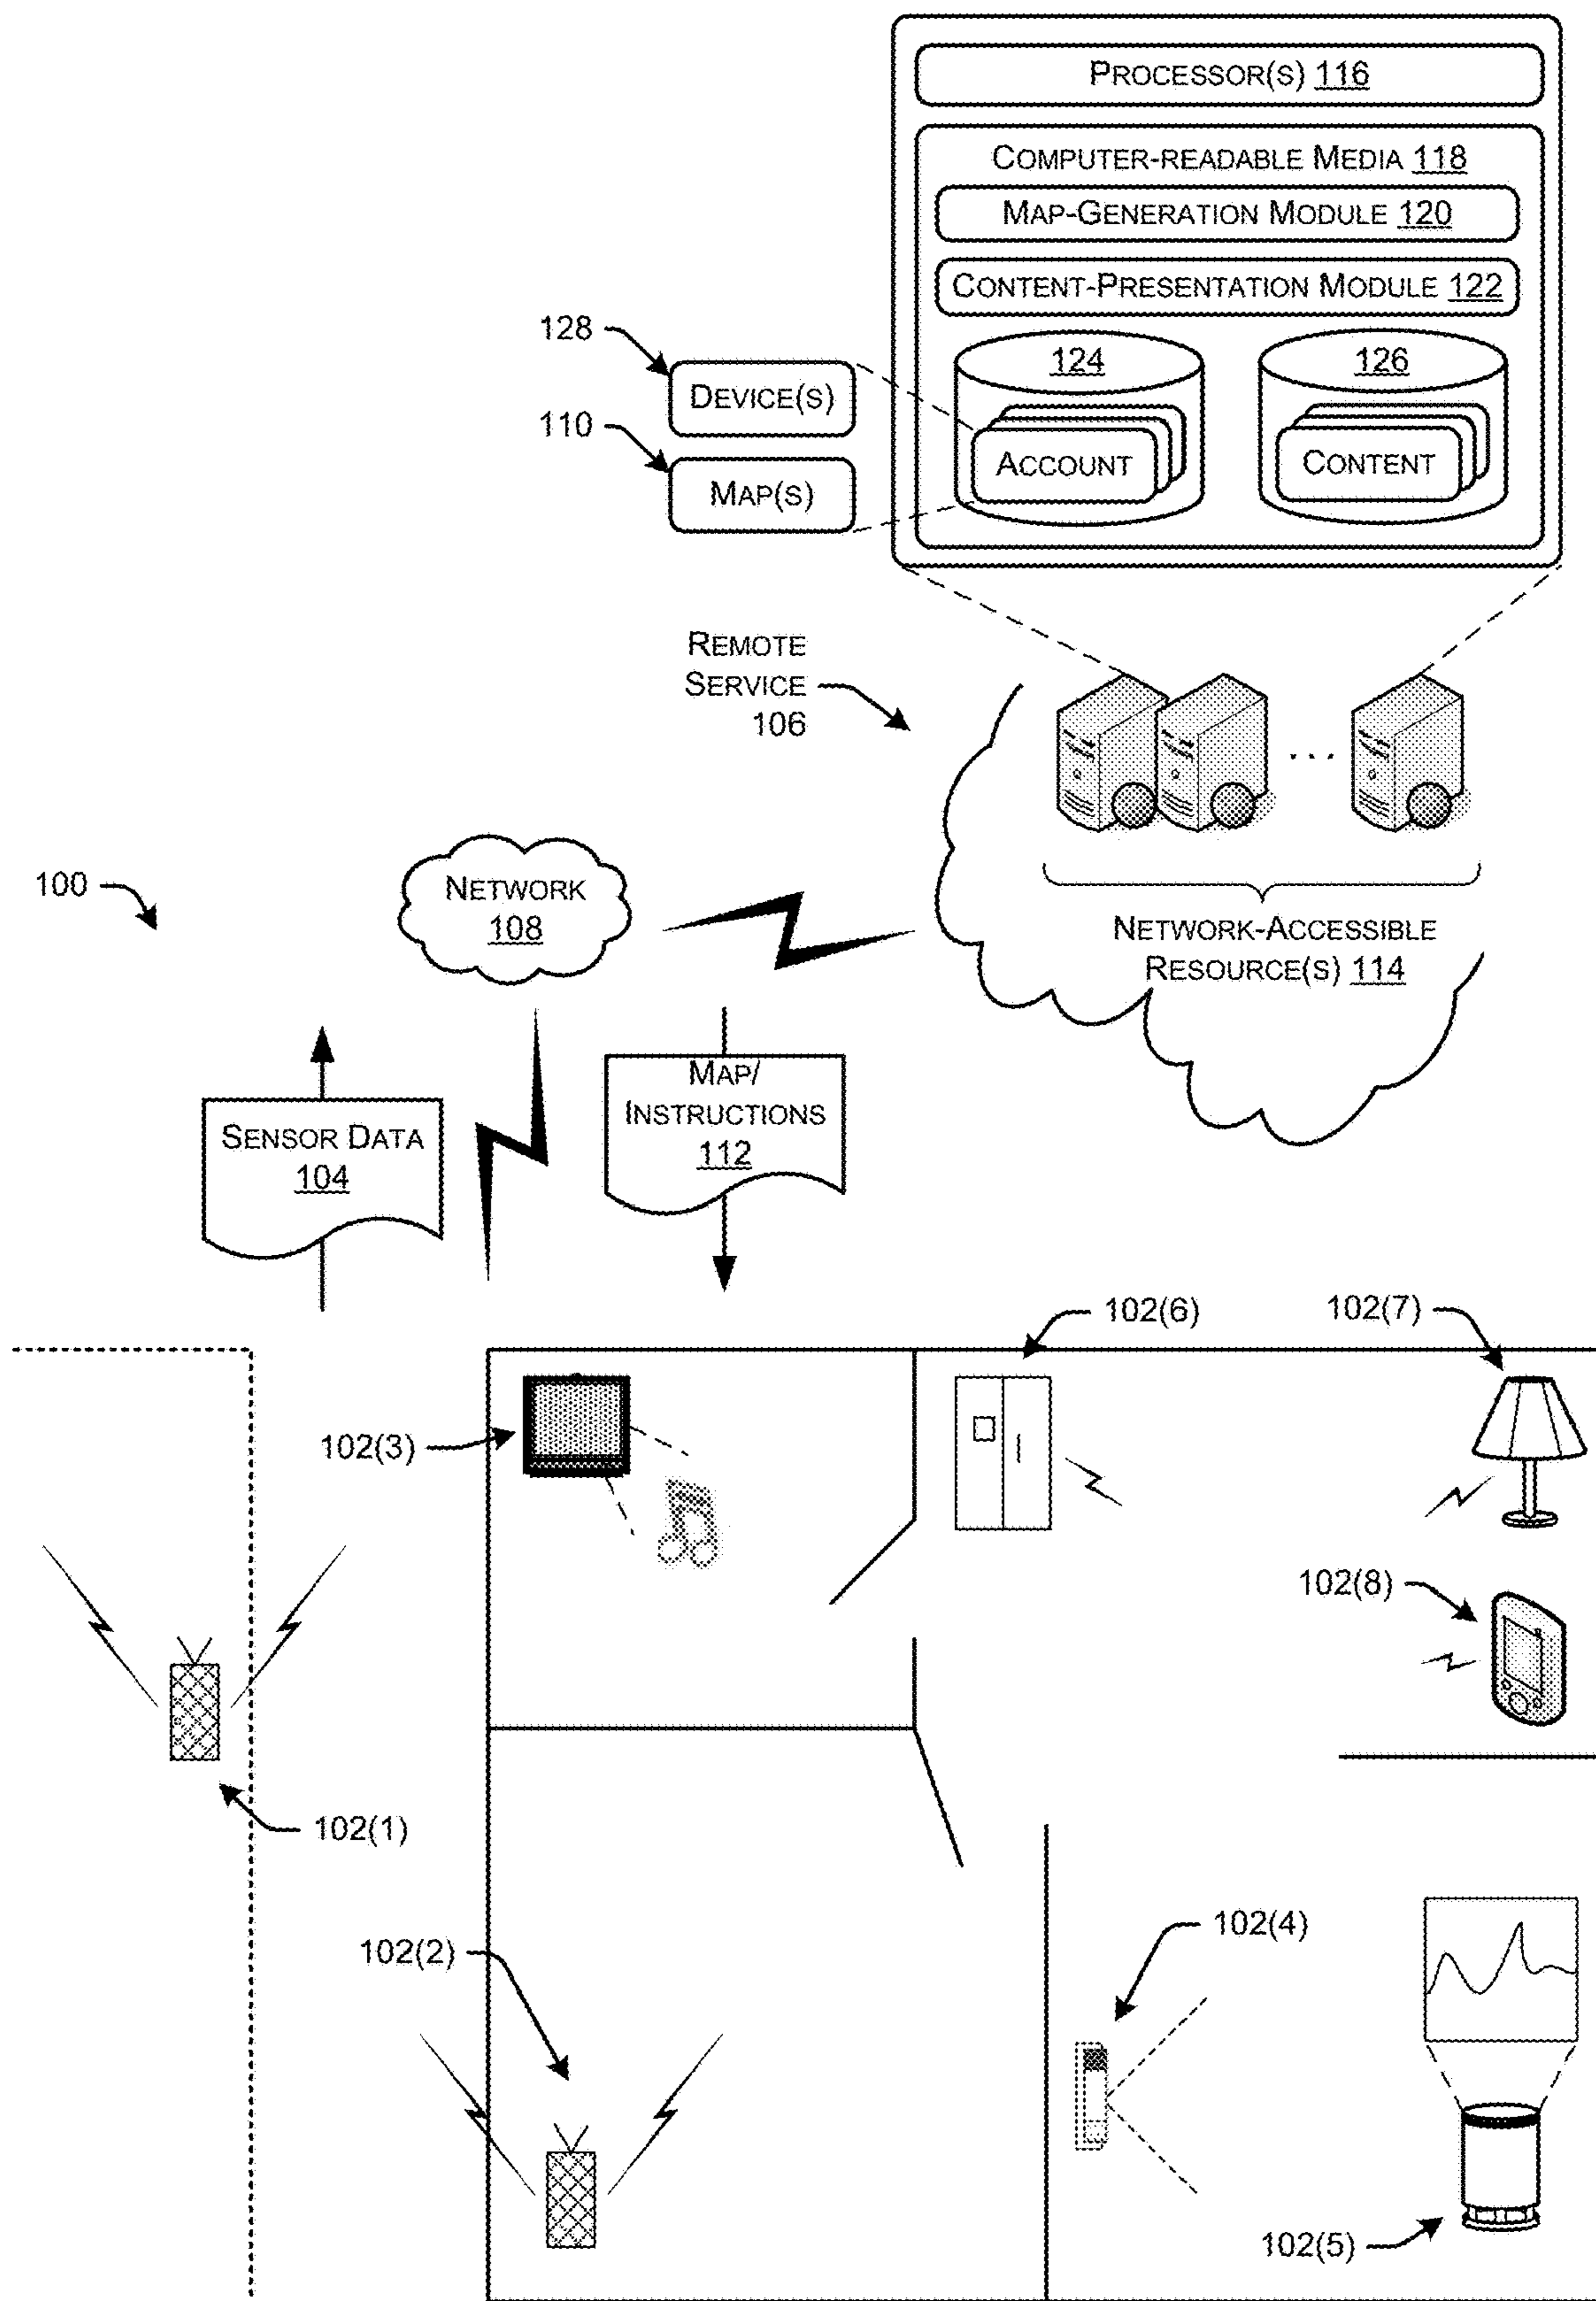 PROCESSOR(S) 116
COMPUTER-READABLE MEDIA 118
MAP-GENERATION MODULE 120
CONTENT-PRESENTATION MODULE 122
124
126
128
DEVICE(S)
110
MAP(S)
ACCOUNT
CONTENT
REMOTE
SERVICE
106
...
100
NETWORK
108
NETWORK-ACCESSIBLE
RESOURCE(S) 114
SENSOR DATA
104
MAP/
INSTRUCTIONS
112
102(6)
102(7)
102(3)
102(8)
102(1)
102(2)
102(4)
102(5)